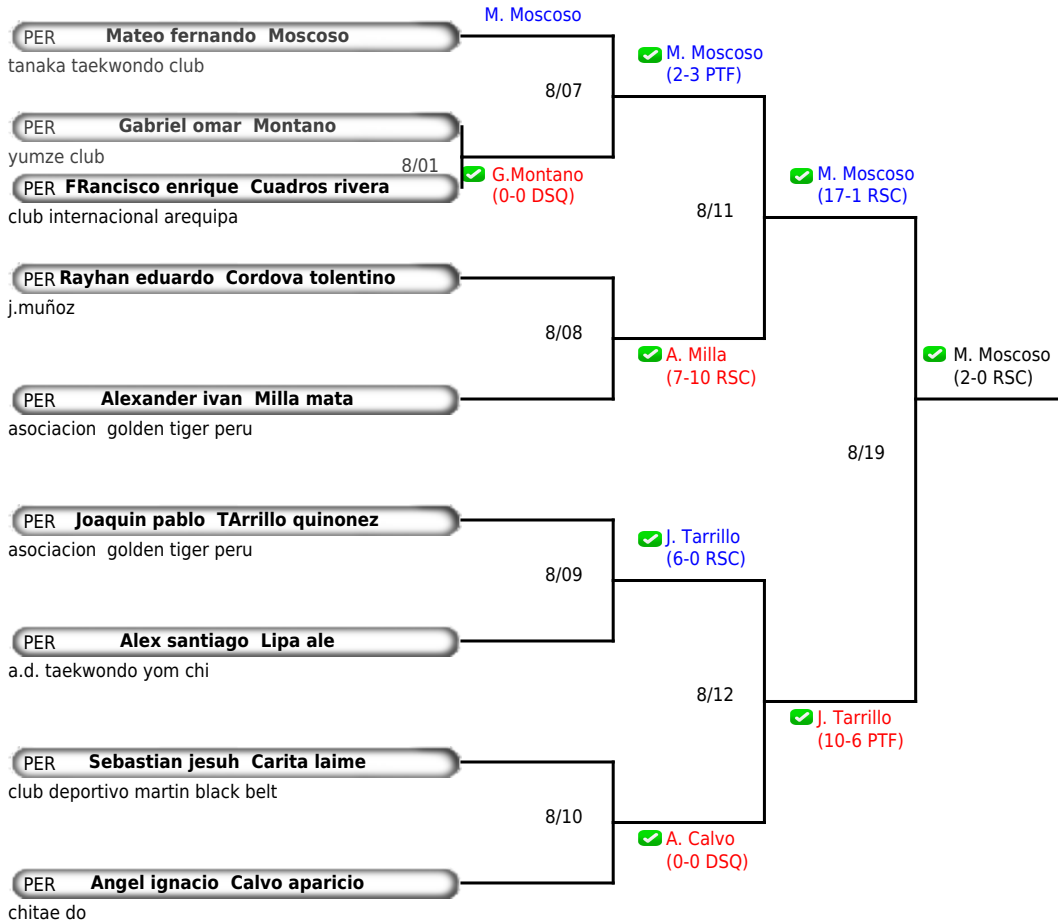 M. Moscoso
PER Mateo fernando Moscoso
tanaka taekwondo club
M. Moscoso
(2-3 PTF)
8/07
PER Gabriel omar Montano
yumze club
8/01
G.Montano
(0-0 DSQ)
PER FRancisco enrique Cuadros rivera
club internacional arequipa
M. Moscoso
(17-1 RSC)
8/11
PER Rayhan eduardo Cordova tolentino
j.muñoz
8/08
A. Milla
(7-10 RSC)
M. Moscoso
(2-0 RSC)
PER Alexander ivan Milla mata
asociacion golden tiger peru
8/19
PER Joaquin pablo TArrillo quinonez
asociacion golden tiger peru
J. Tarrillo
(6-0 RSC)
8/09
PER Alex santiago Lipa ale
a.d. taekwondo yom chi
8/12
J. Tarrillo
(10-6 PTF)
PER Sebastian jesuh Carita laime
club deportivo martin black belt
8/10
A. Calvo
(0-0 DSQ)
PER Angel ignacio Calvo aparicio
chitae do